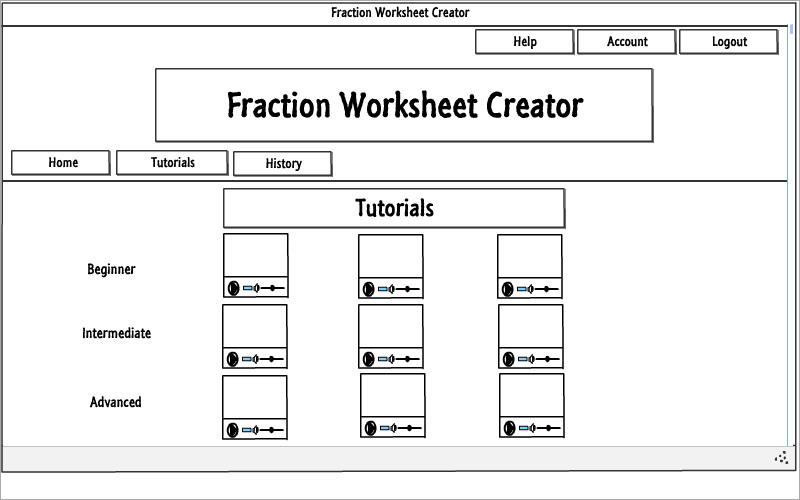 Fraction Worksheet Creator
Help Account Logout
Fraction Worksheet Creator
Home Tutorials History
Tutorials
Beginner
Intermediate
Advanced